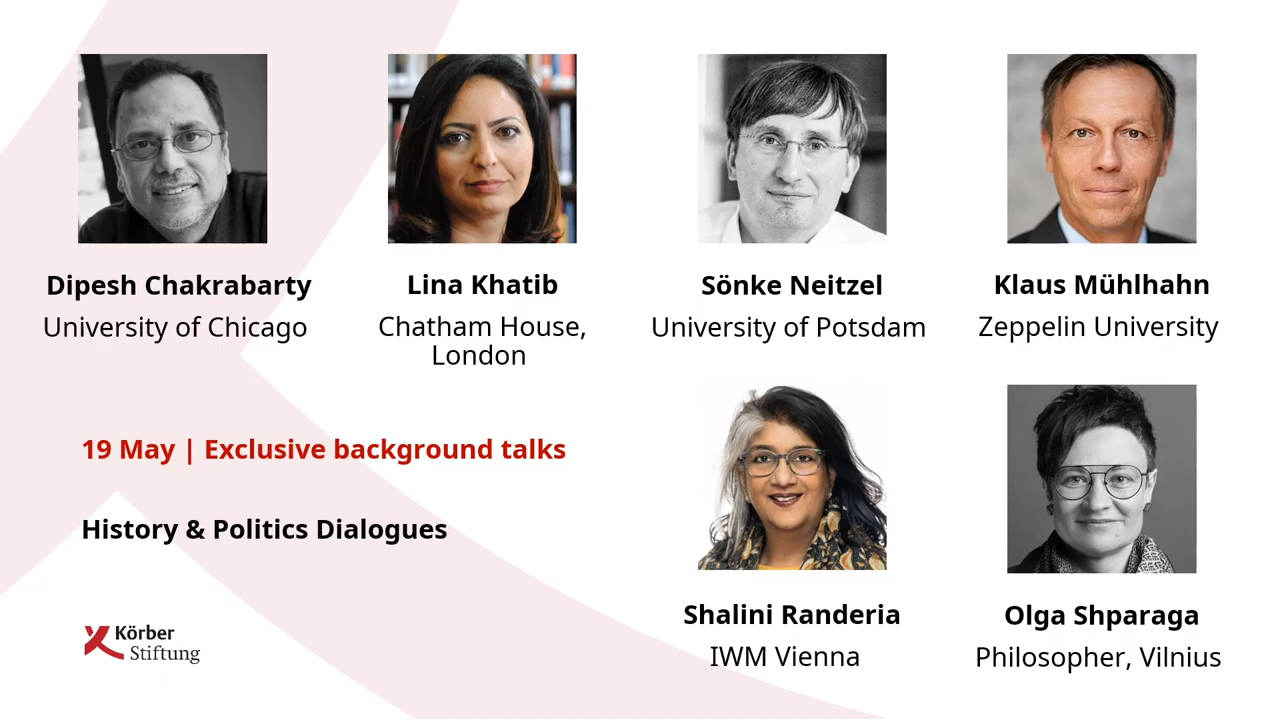 Dipesh Chakrabarty
University of Chicago
Lina Khatib
Chatham House,
London
Sönke Neitzel
University of Potsdam
Klaus Mühlhahn
Zeppelin University
19 May | Exclusive background talks
History & Politics Dialogues
Shalini Randeria
IWM Vienna
Olga Shparaga
Philosopher, Vilnius
Körber
Stiftung